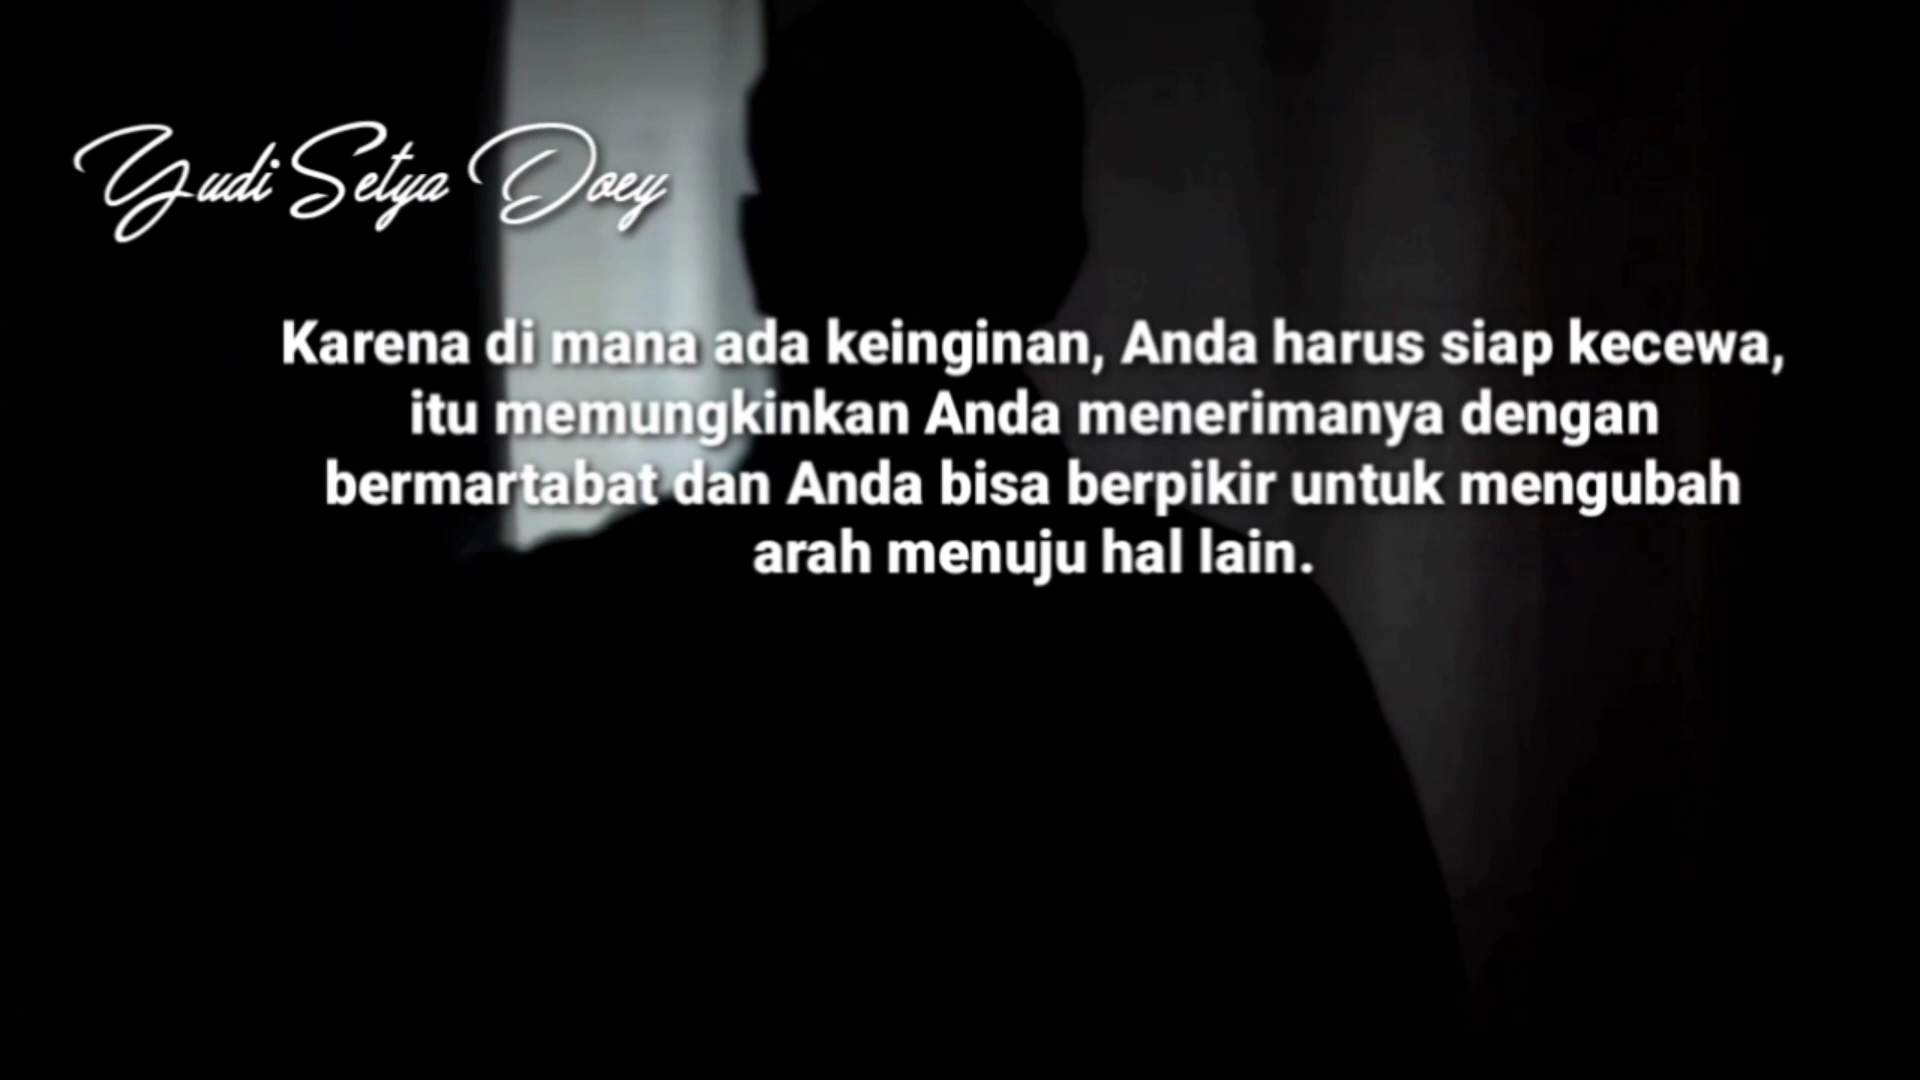 Yudi Setya Doey
Karena di mana ada keinginan, Anda harus siap kecewa,
itu memungkinkan Anda menerimanya dengan
bermartabat dan Anda bisa berpikir untuk mengubah
arah menuju hal lain.